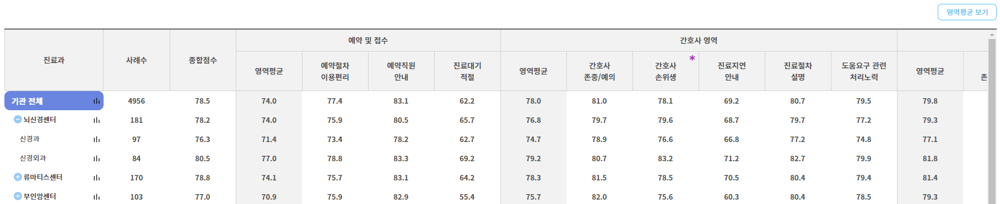 영역평균 보기
진료과 사례수 종합점수 예약 및 접수 간호사 영역
영역평균 예약절차 이용편리 예약직원 안내 진료대기 적절 영역평균 간호사 존중/예의 간호사 손위생 * 진료지연 안내 진료절차 설명 도움요구 관련 처리노력 영역평균 존
기관 전체 4956 78.5 74.0 77.4 83.1 62.2 78.0 81.0 78.1 69.2 80.7 79.5 79.8
뇌신경센터 181 78.2 74.0 75.9 80.5 65.7 76.8 79.7 79.6 68.7 79.7 77.2 79.3
신경과 97 76.3 71.4 73.4 78.2 62.7 74.7 78.9 76.6 66.8 77.2 74.8 77.1
신경외과 84 80.5 77.0 78.8 83.3 69.2 79.2 80.7 83.2 71.2 82.7 79.9 81.8
류마티스센터 170 78.8 74.1 75.7 83.1 64.2 78.3 81.5 78.5 70.5 80.4 79.4 81.4
부인암센터 103 77.0 70.9 75.9 82.9 55.4 75.7 82.0 75.6 60.3 80.4 78.5 79.3